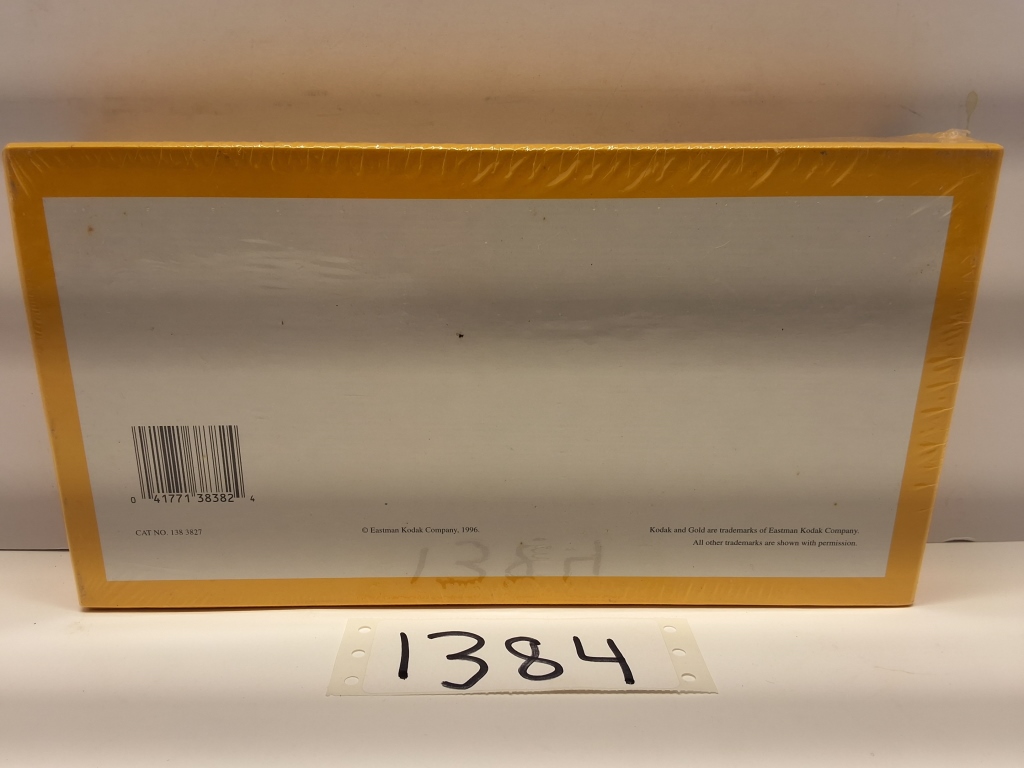 0 41771 38382 4
CAT NO. 138 3827
© Eastman Kodak Company, 1996.
Kodak and Gold are trademarks of Eastman Kodak Company.
All other trademarks are shown with permission.
1384